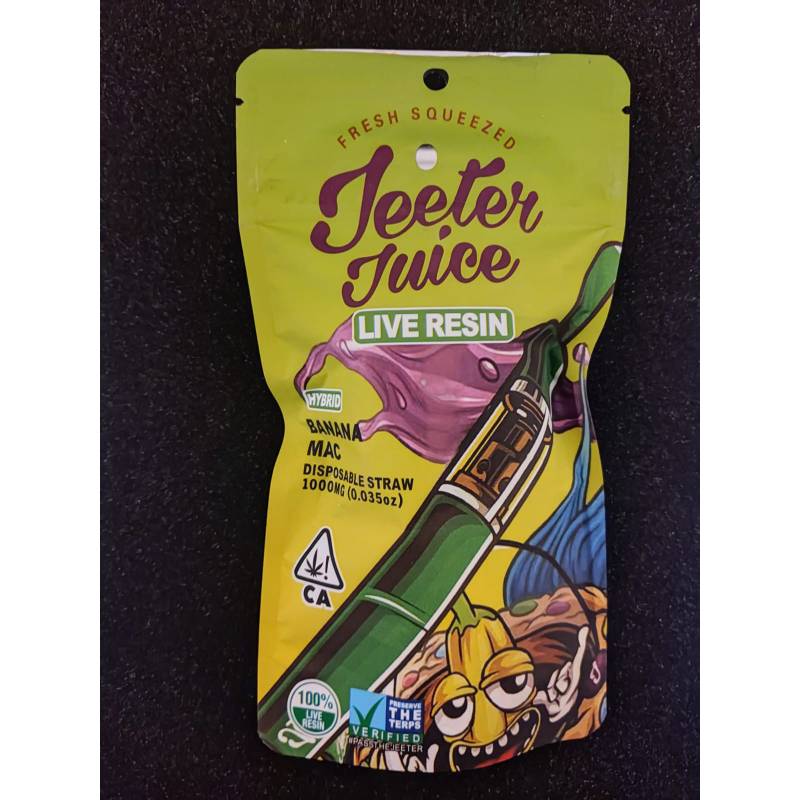 FRESH SQUEEZED
Jeeter
Juice
LIVE RESIN
HYBRID
BANANA
MAC
DISPOSABLE STRAW
1000MG (0.035oz)
!
CA
100%
LIVE
RESIN
PRESERVE
THE
TERPS
VERIFIED
#PASSTHEJEETER